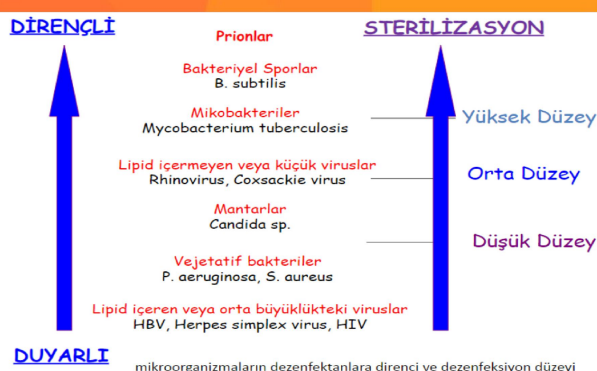 DİRENÇLİ
STERİLİZASYON
Prionlar
Bakteriyel Sporlar
B. subtilis
Mikobakteriler
Mycobacterium tuberculosis
Yüksek Düzey
Lipid içermeyen veya küçük viruslar
Rhinovirus, Coxsackie virus
Orta Düzey
Mantarlar
Candida sp.
Düşük Düzey
Vejetatif bakteriler
P. aeruginosa, S. aureus
Lipid içeren veya orta büyüklükteki viruslar
HBV, Herpes simplex virus, HIV
DUYARLI
mikroorganizmaların dezenfektanlara direnci ve dezenfeksiyon düzeyi